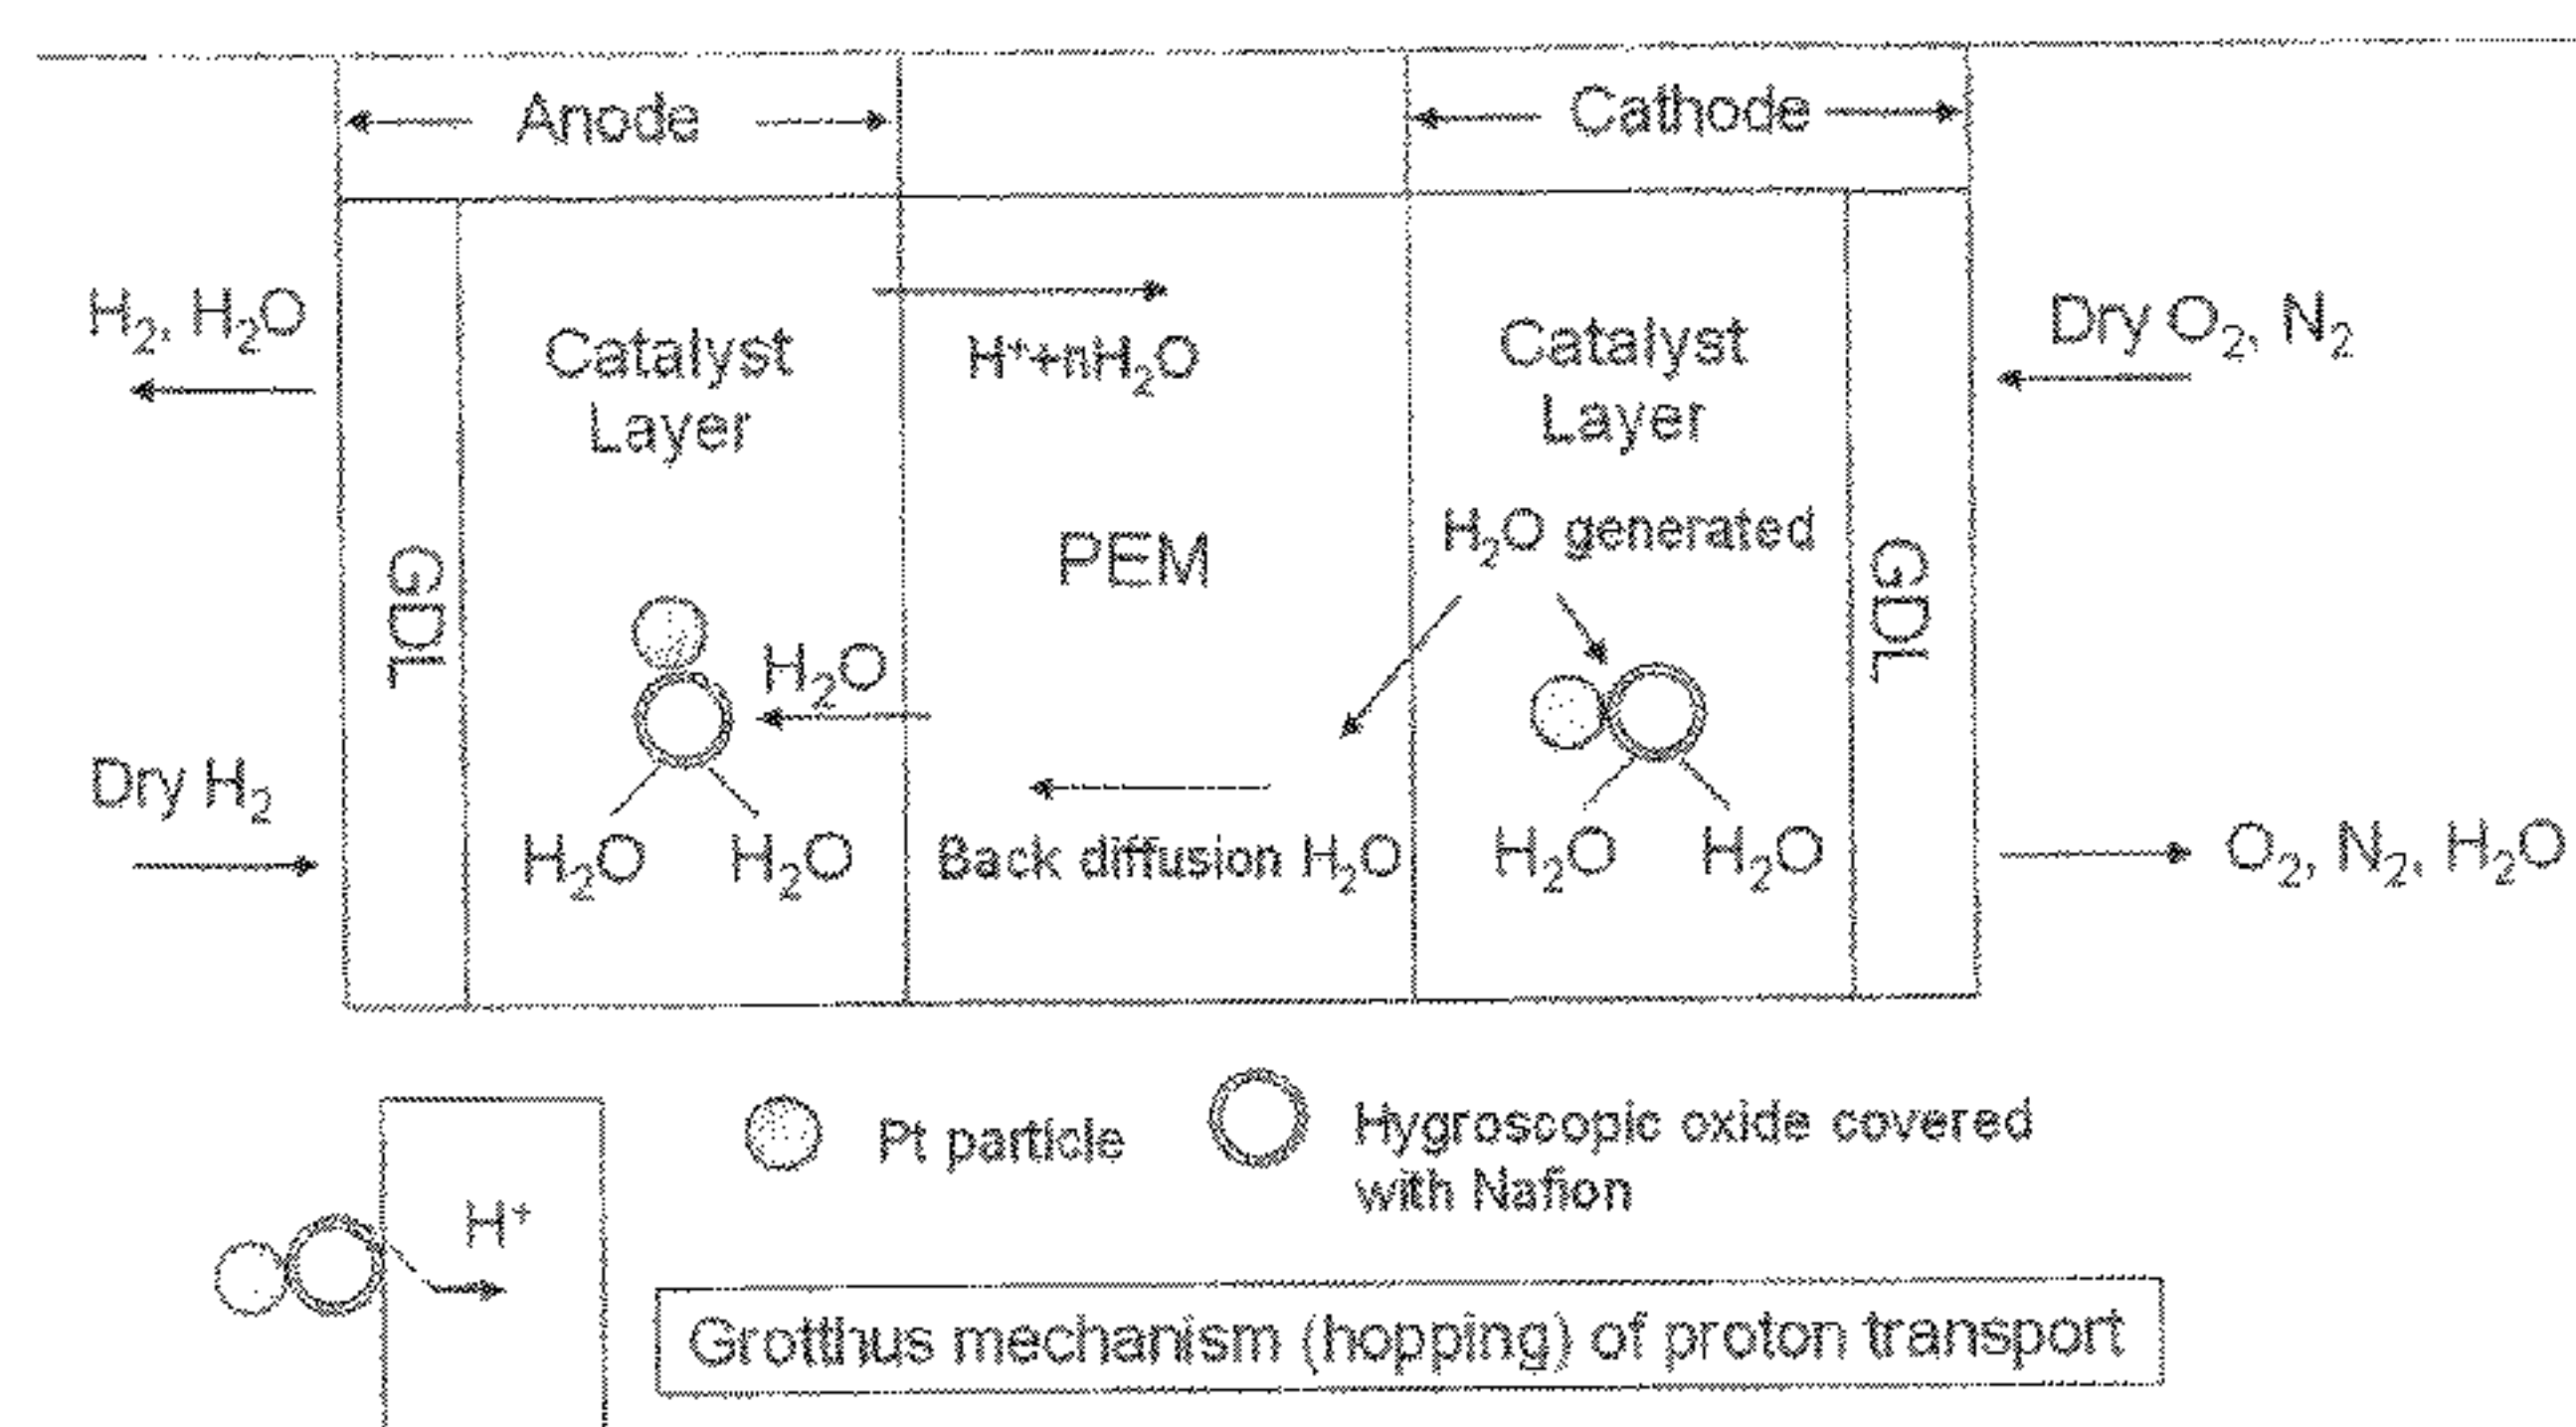 Anode
Cathode
H₂, H₂O
Catalyst
Layer
H⁺+nH₂O
Catalyst
Layer
Dry O₂, N₂
GDL
PEM
H₂O generated
GDL
H₂O
Dry H₂
H₂O H₂O
Back diffusion H₂O
H₂O H₂O
O₂, N₂, H₂O
Pt particle
Hygroscopic oxide covered
with Nafion
H⁺
Grotthus mechanism (hopping) of proton transport